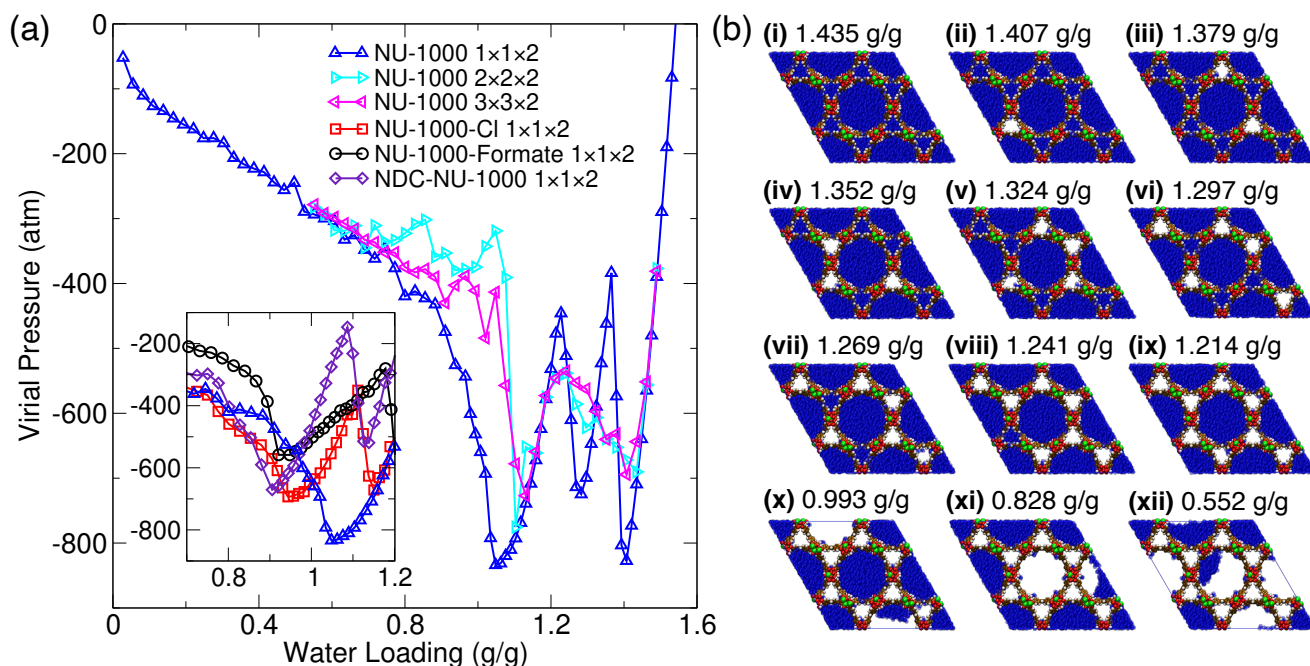 (a)
0
-200
-400
-600
-800
Virial Pressure (atm)
0
0.4
0.8
1.2
1.6
Water Loading (g/g)
NU-1000 1×1×2
NU-1000 2×2×2
NU-1000 3×3×2
NU-1000-Cl 1×1×2
NU-1000-Formate 1×1×2
NDC-NU-1000 1×1×2
-200
-400
-600
-800
0.8
1
1.2
(b)
(i) 1.435 g/g
(ii) 1.407 g/g
(iii) 1.379 g/g
(iv) 1.352 g/g
(v) 1.324 g/g
(vi) 1.297 g/g
(vii) 1.269 g/g
(viii) 1.241 g/g
(ix) 1.214 g/g
(x) 0.993 g/g
(xi) 0.828 g/g
(xii) 0.552 g/g